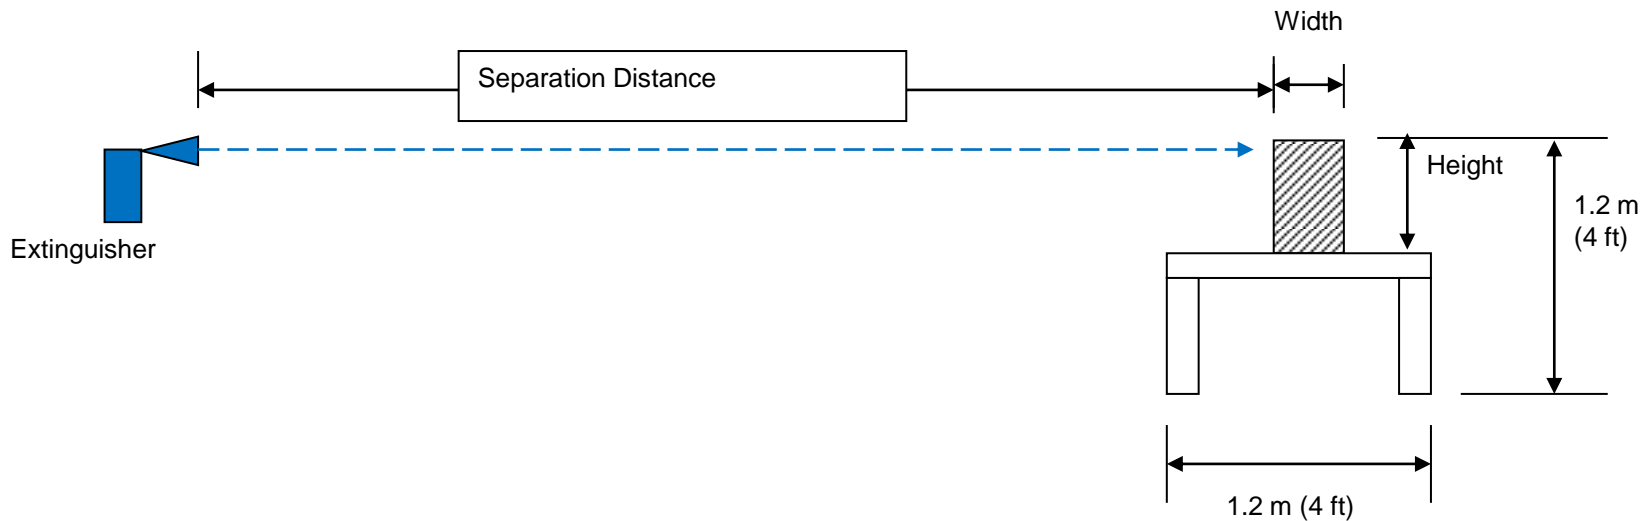 Width
Separation Distance
Height
1.2 m
(4 ft)
Extinguisher
1.2 m (4 ft)